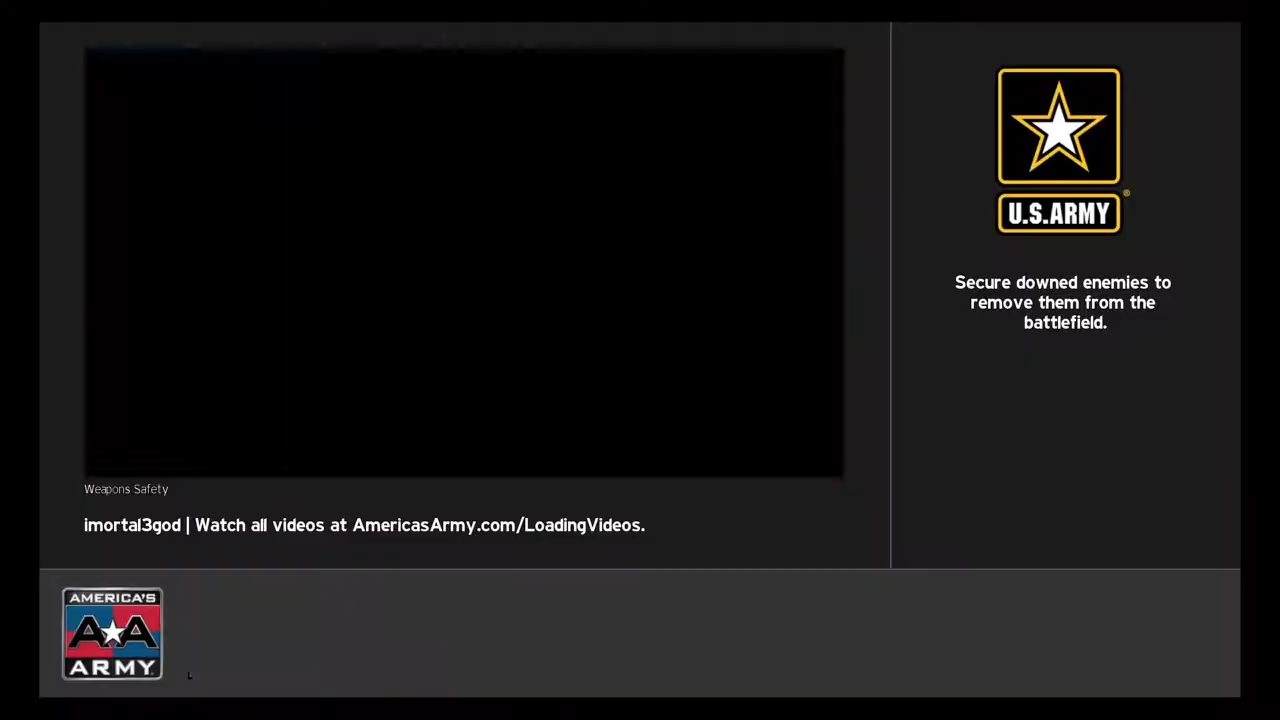 U.S.ARMY
Secure downed enemies to
remove them from the
battlefield.
Weapons Safety
imortal3god | Watch all videos at AmericasArmy.com/LoadingVideos.
AMERICA'S
AA
ARMY